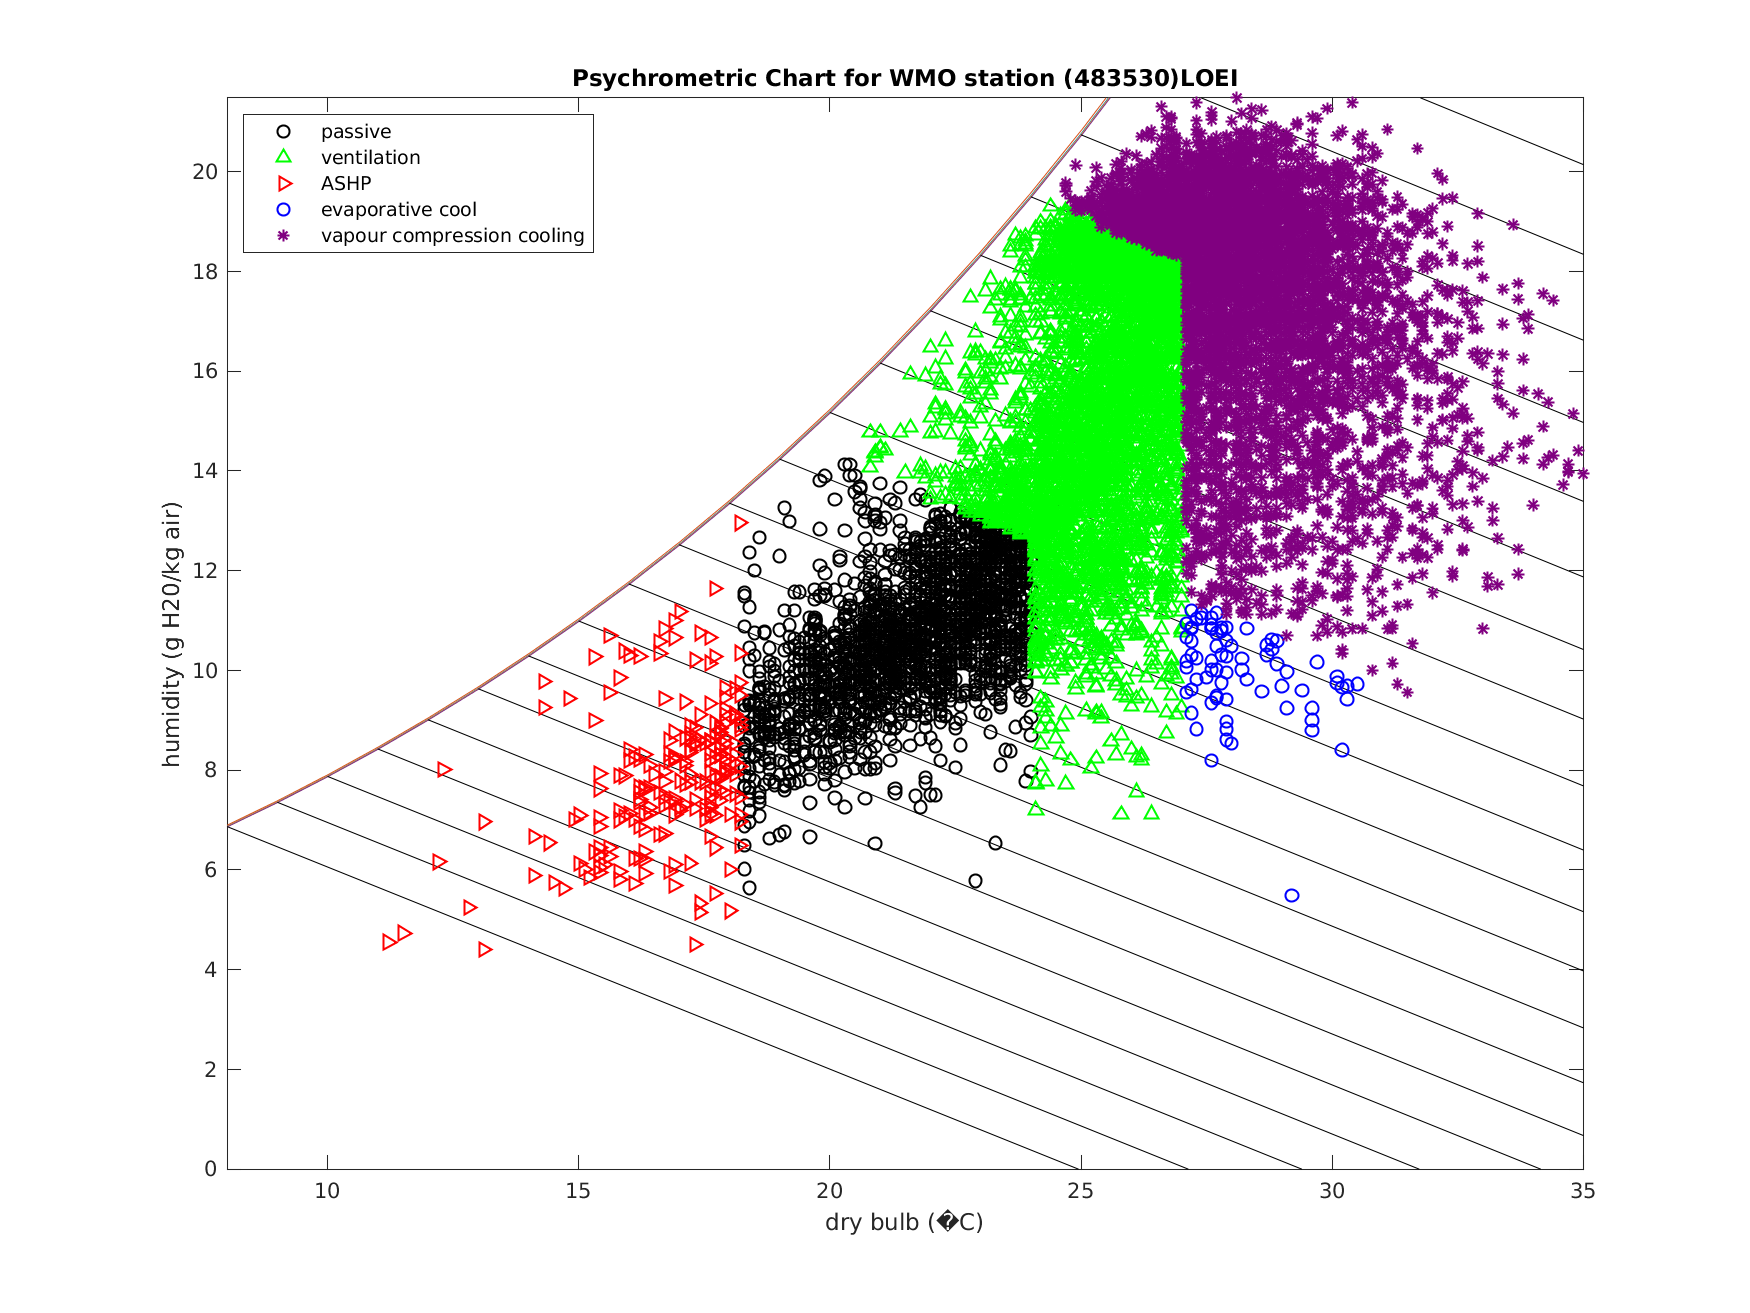 Psychrometric Chart for WMO station (483530)LOEI
passive
ventilation
ASHP
evaporative cool
vapour compression cooling
humidity (g H20/kg air)
20
18
16
14
12
10
8
6
4
2
0
10 15 20 25 30 35
dry bulb (�C)